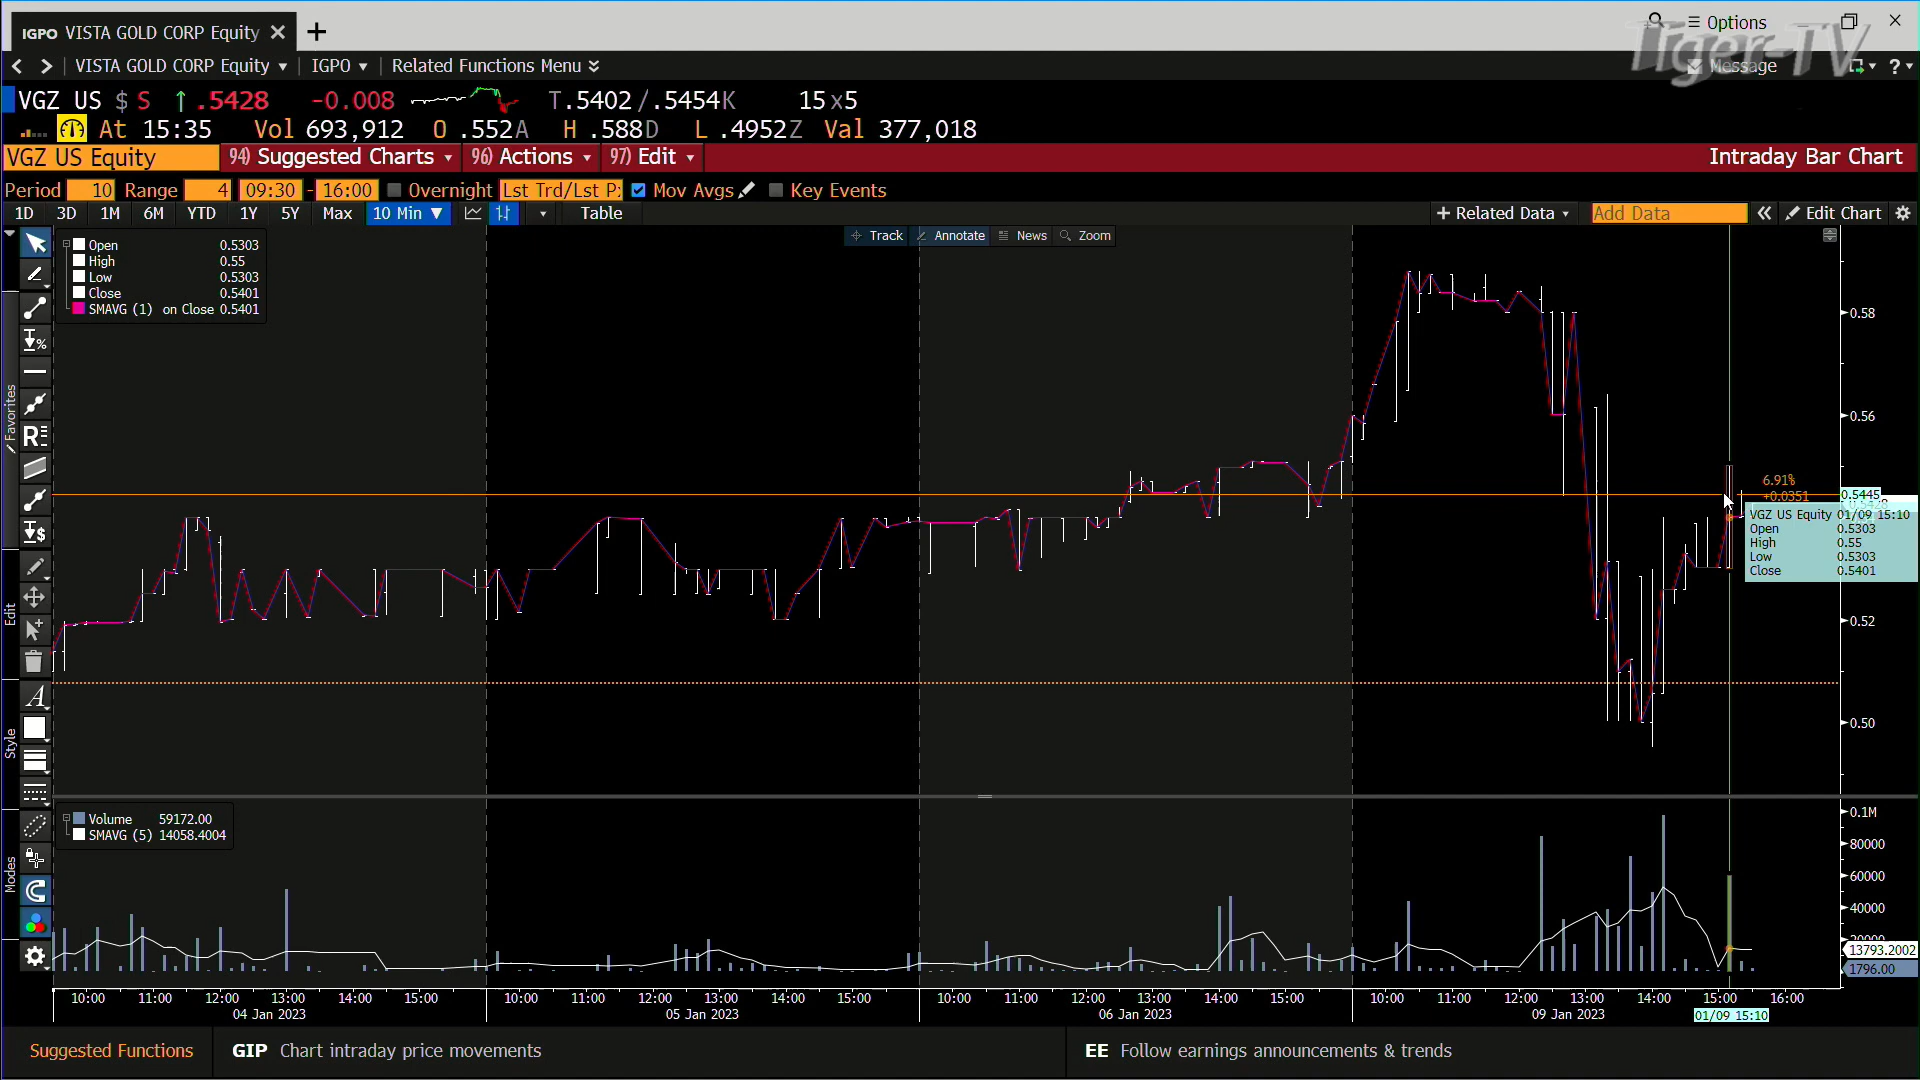 IGPO VISTA GOLD CORP Equity
Options
Tiger-TV
VISTA GOLD CORP Equity IGPO Related Functions Menu
Message ?
VGZ US $ S ↑ .5428 -0.008 T.5402/.5454K 15x5
At 15:35 Vol 693,912 O .552A H .588D L .4952Z Val 377,018
VGZ US Equity 94) Suggested Charts 96) Actions 97) Edit Intraday Bar Chart
Period 10 Range 4 09:30 - 16:00 Overnight Lst Trd/Lst P Mov Avgs Key Events
1D 3D 1M 6M YTD 1Y 5Y Max 10 Min ▼ Table + Related Data Add Data « Edit Chart
Track Annotate News Zoom
Open 0.5303
High 0.55
Low 0.5303
Close 0.5401
SMAVG (1) on Close 0.5401
Favorites
Edit
Style
Modes
0.58
0.56
6.91%
+0.0351
0.5445
0.5428
VGZ US Equity 01/09 15:10
Open 0.5303
High 0.55
Low 0.5303
Close 0.5401
0.52
0.50
Volume 59172.00
SMAVG (5) 14058.4004
0.1M
80000
60000
40000
20000
13793.2002
1796.00
10:00 11:00 12:00 13:00 14:00 15:00 10:00 11:00 12:00 13:00 14:00 15:00 10:00 11:00 12:00 13:00 14:00 15:00 10:00 11:00 12:00 13:00 14:00 15:00 16:00
04 Jan 2023 05 Jan 2023 06 Jan 2023 09 Jan 2023 01/09 15:10
Suggested Functions GIP Chart intraday price movements EE Follow earnings announcements & trends